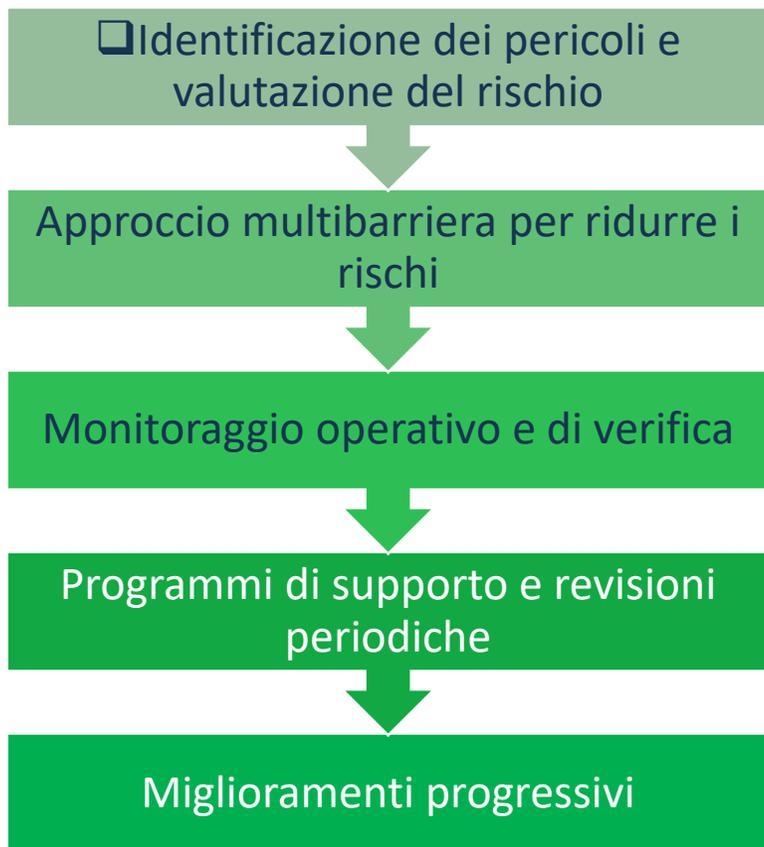 ❑Identificazione dei pericoli e
valutazione del rischio
Approccio multibarriera per ridurre i
rischi
Monitoraggio operativo e di verifica
Programmi di supporto e revisioni
periodiche
Miglioramenti progressivi